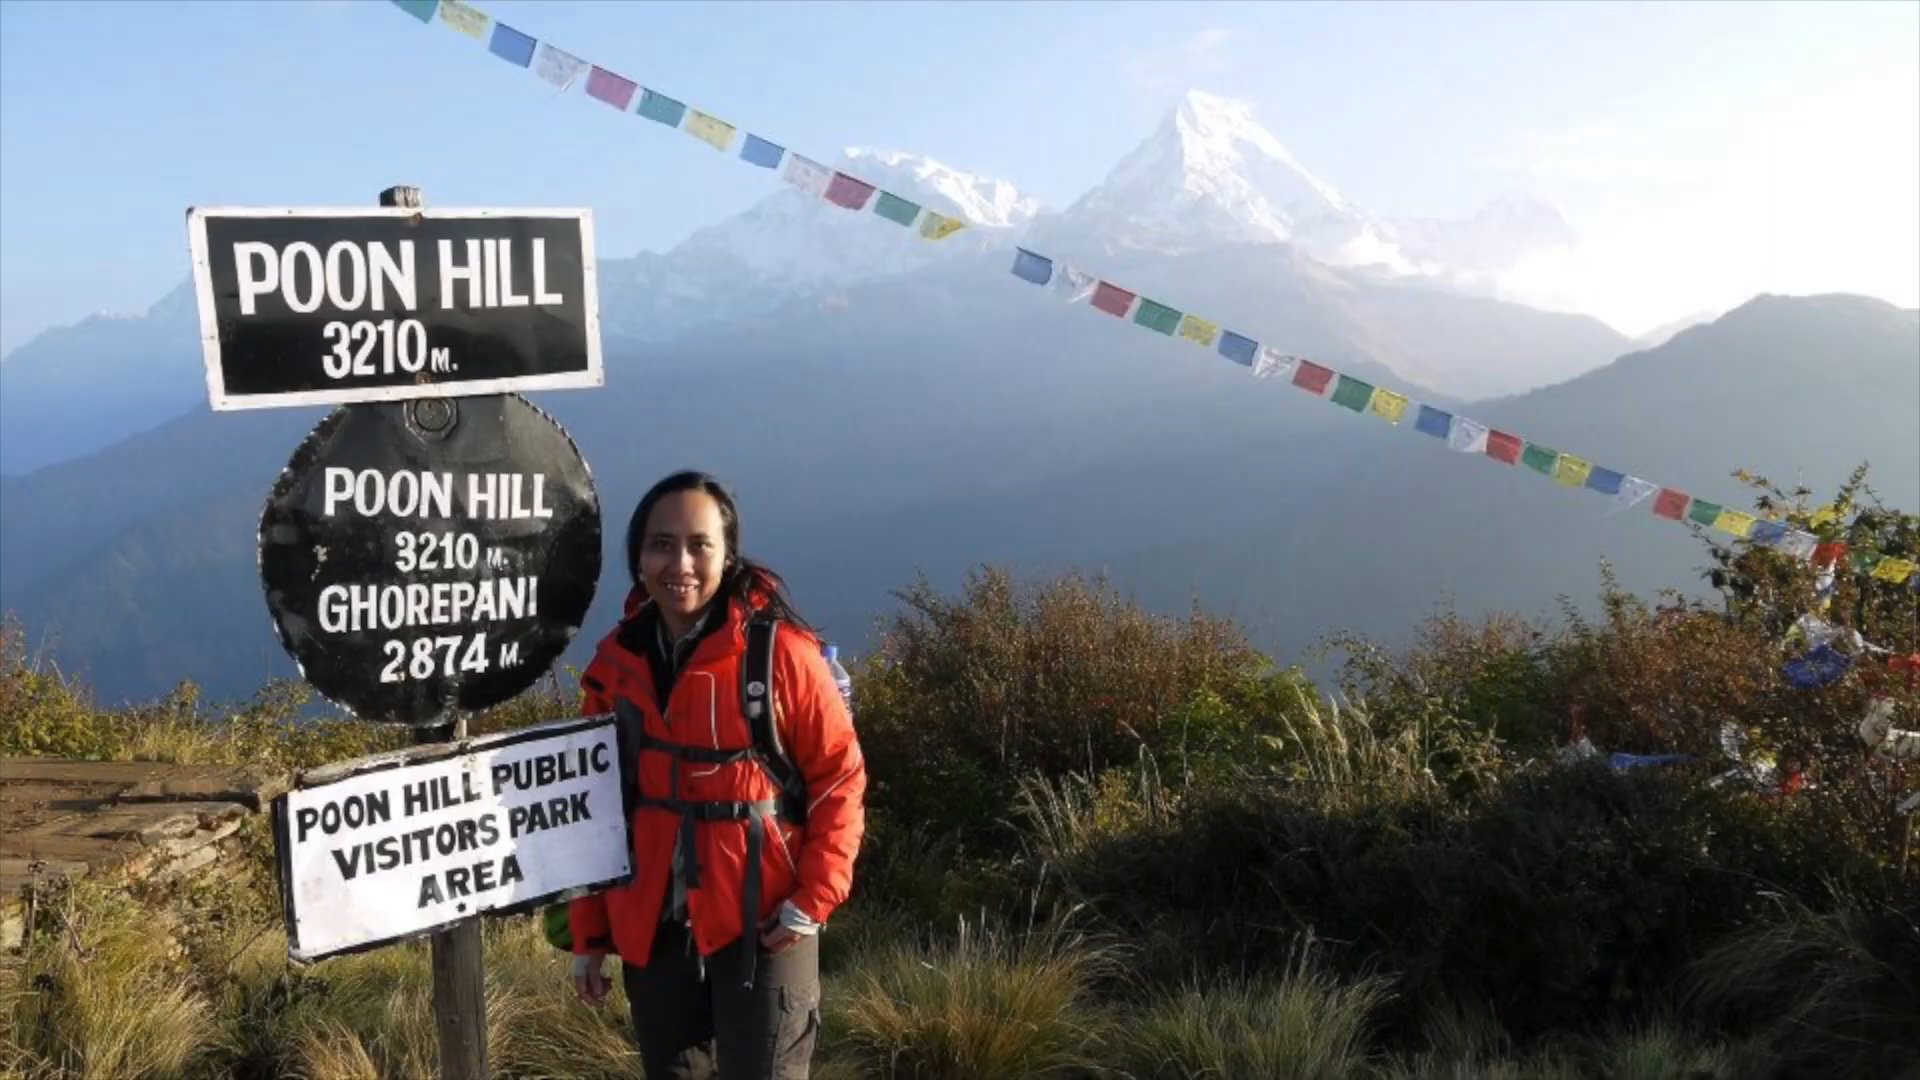 POON HILL
3210 M.
POON HILL
3210 M.
GHOREPANI
2874 M.
POON HILL PUBLIC
VISITORS PARK
AREA